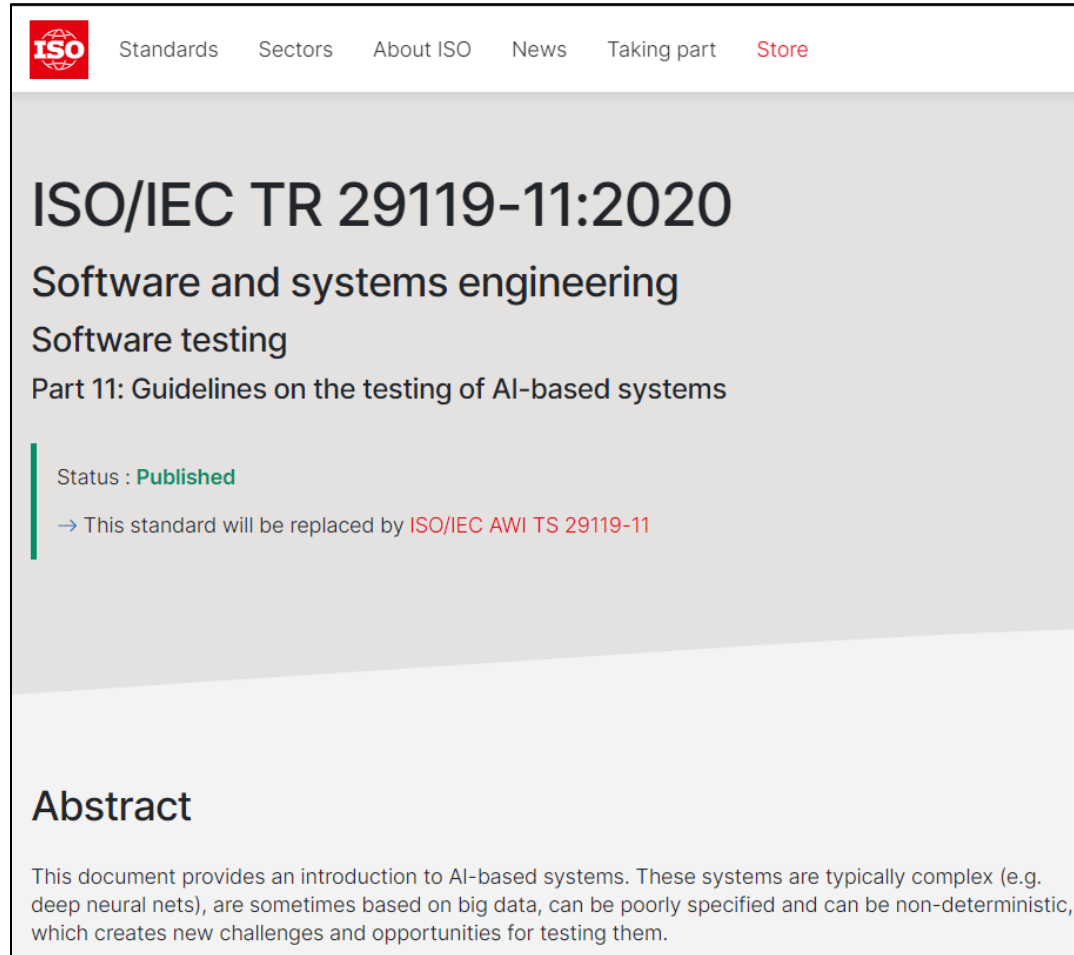 ISO Standards Sectors About ISO News Taking part Store
ISO/IEC TR 29119-11:2020
Software and systems engineering
Software testing
Part 11: Guidelines on the testing of AI-based systems
Status : Published
→ This standard will be replaced by ISO/IEC AWI TS 29119-11
Abstract
This document provides an introduction to AI-based systems. These systems are typically complex (e.g.
deep neural nets), are sometimes based on big data, can be poorly specified and can be non-deterministic,
which creates new challenges and opportunities for testing them.